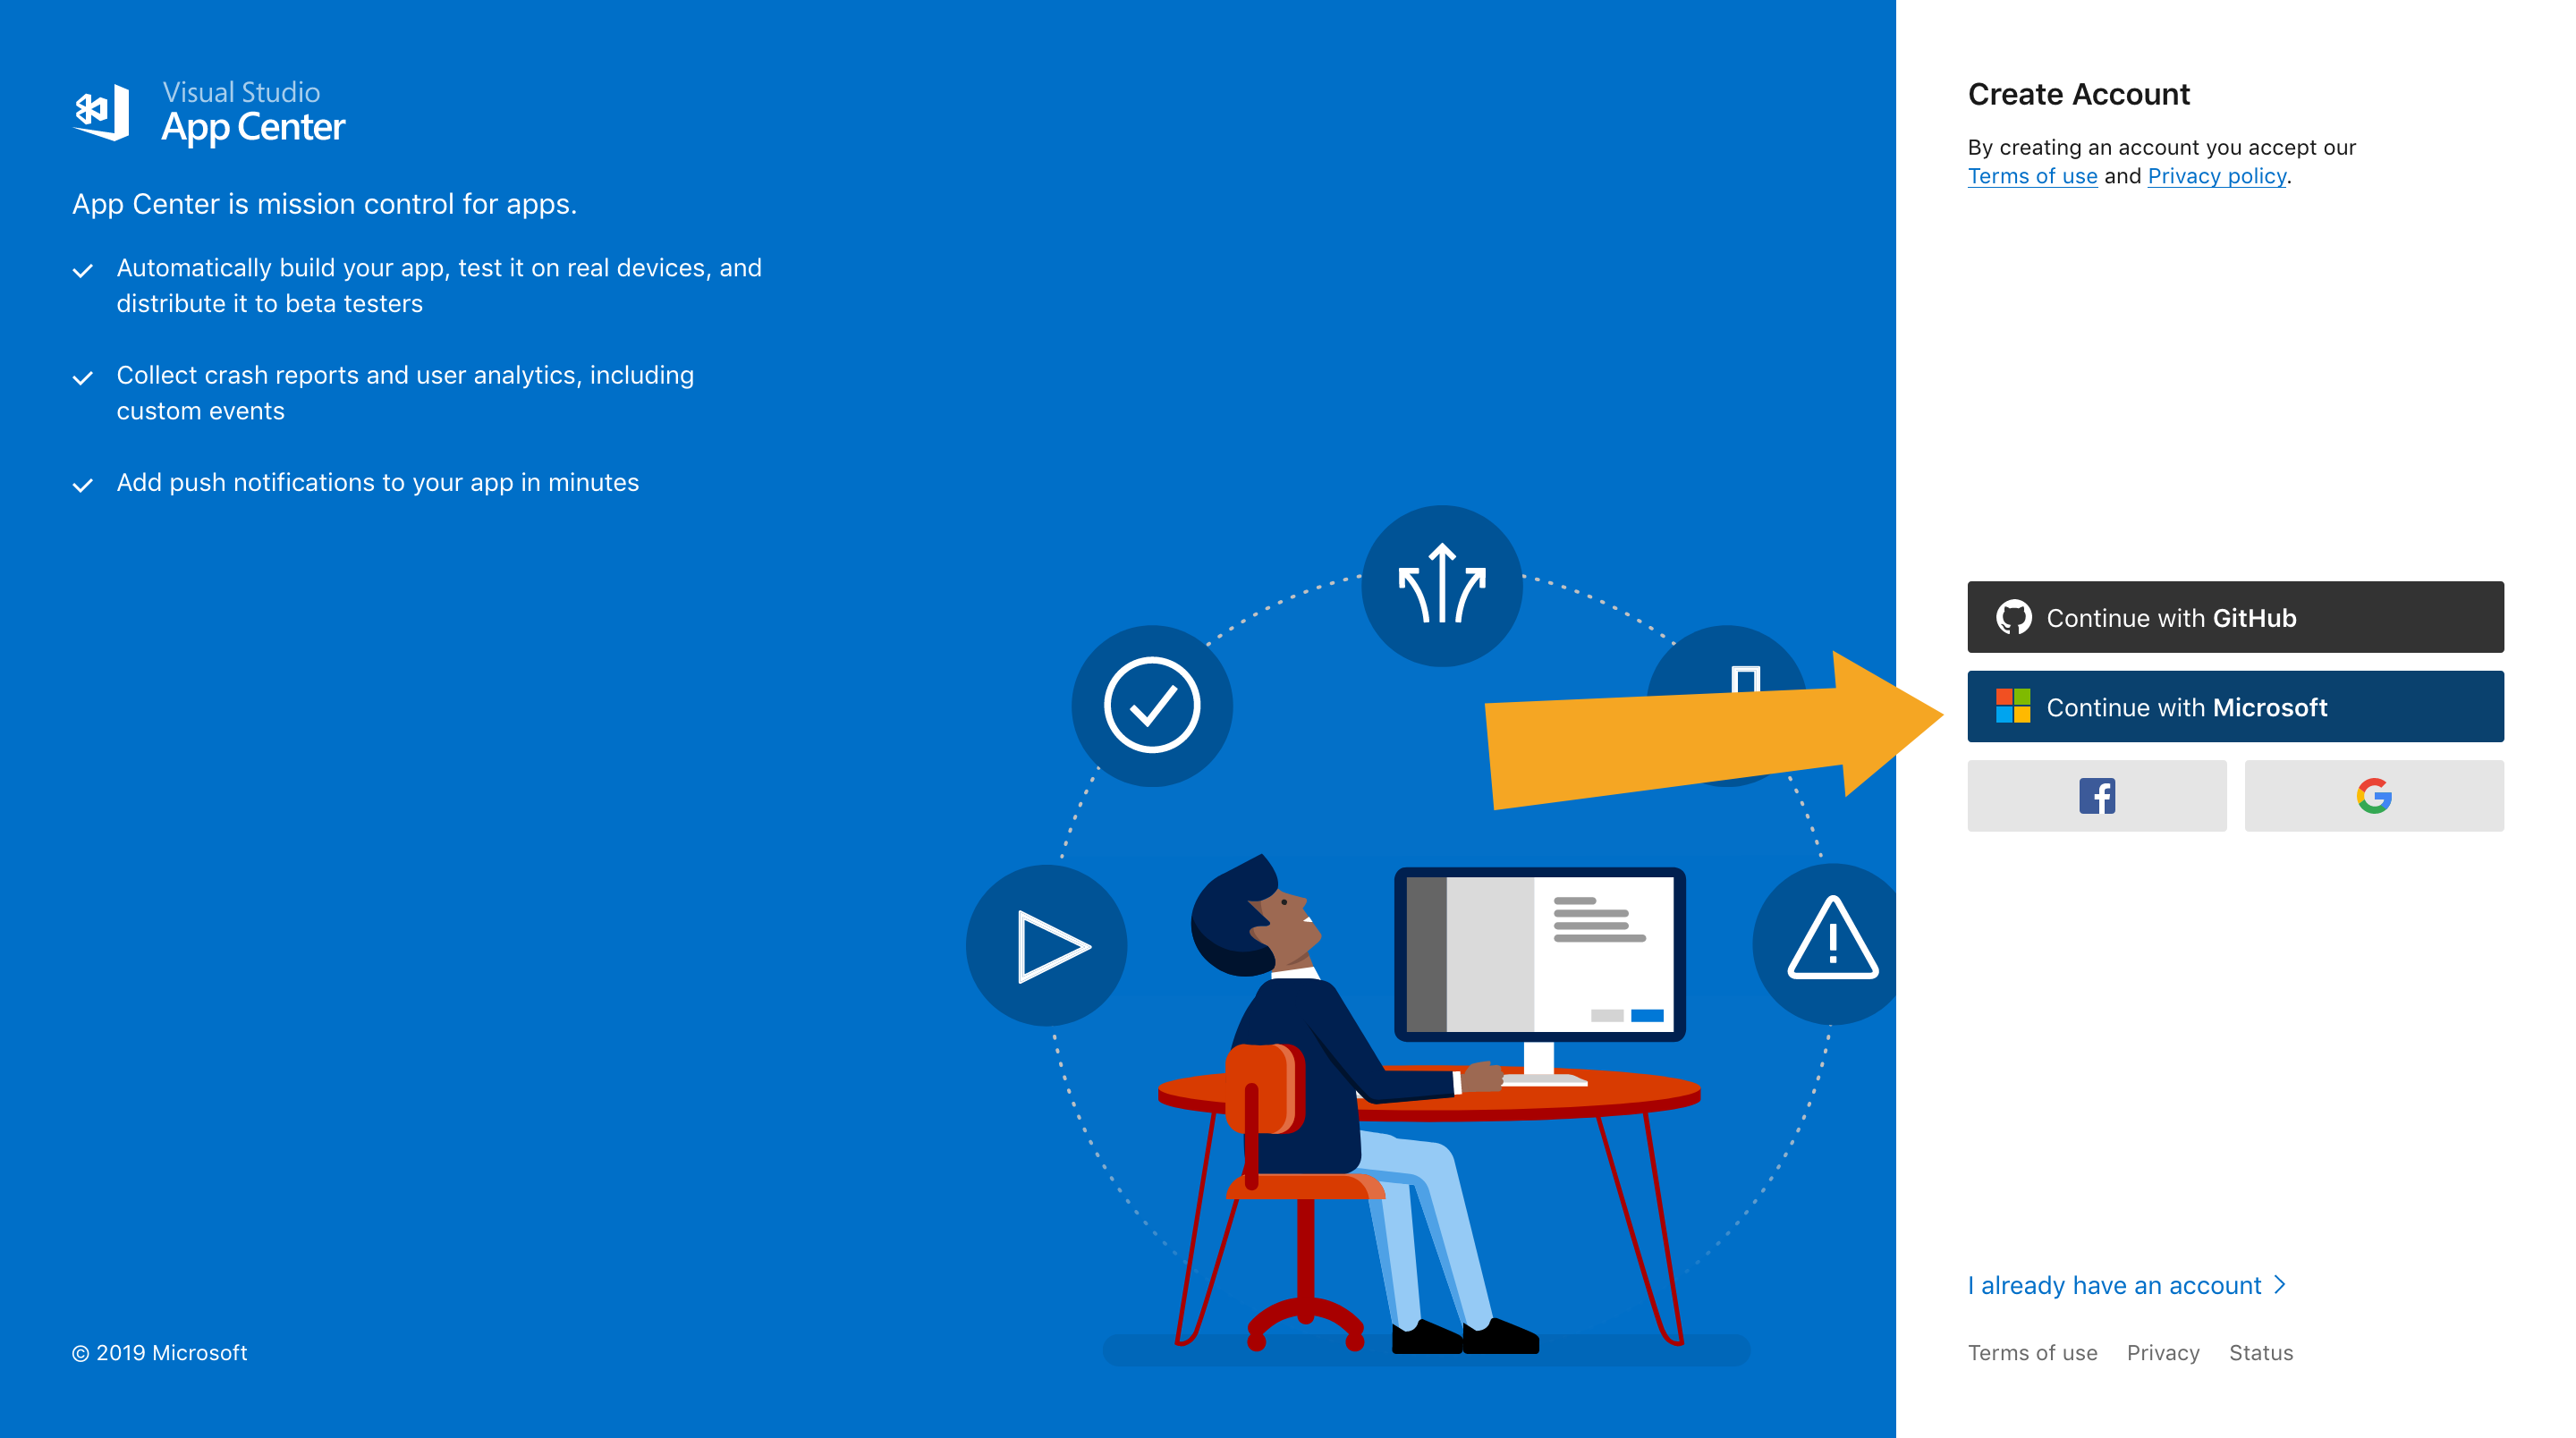 Visual Studio
App Center
App Center is mission control for apps.
Automatically build your app, test it on real devices, and
distribute it to beta testers
Collect crash reports and user analytics, including
custom events
Add push notifications to your app in minutes
© 2019 Microsoft
Create Account
By creating an account you accept our
Terms of use and Privacy policy.
Continue with GitHub
Continue with Microsoft
I already have an account
Terms of use Privacy Status